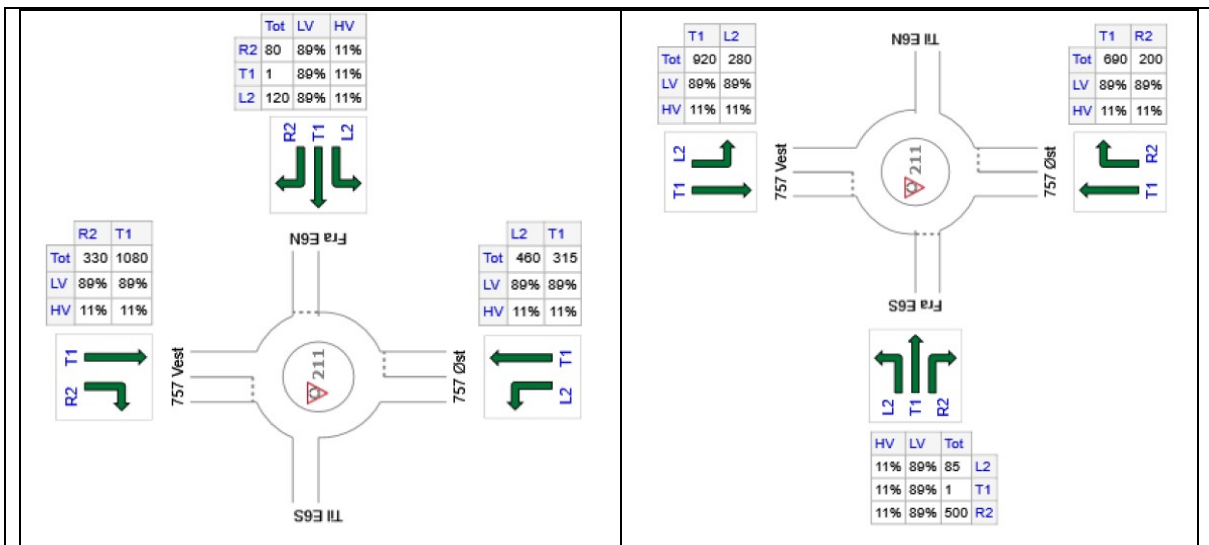 Tot LV HV
R2 80 89% 11%
T1 1 89% 11%
L2 120 89% 11%
R2 T1 L2
Fra E6N
R2 T1
Tot 330 1080
LV 89% 89%
HV 11% 11%
T1
R2
757 Vest
L2 T1
Tot 460 315
LV 89% 89%
HV 11% 11%
T1
L2
757 Øst
211
Til E6S
T1 L2
Tot 920 280
LV 89% 89%
HV 11% 11%
L2
T1
757 Vest
Til E6N
T1 R2
Tot 690 200
LV 89% 89%
HV 11% 11%
R2
T1
757 Øst
211
Fra E6S
L2 T1 R2
HV LV Tot
11% 89% 85 L2
11% 89% 1 T1
11% 89% 500 R2